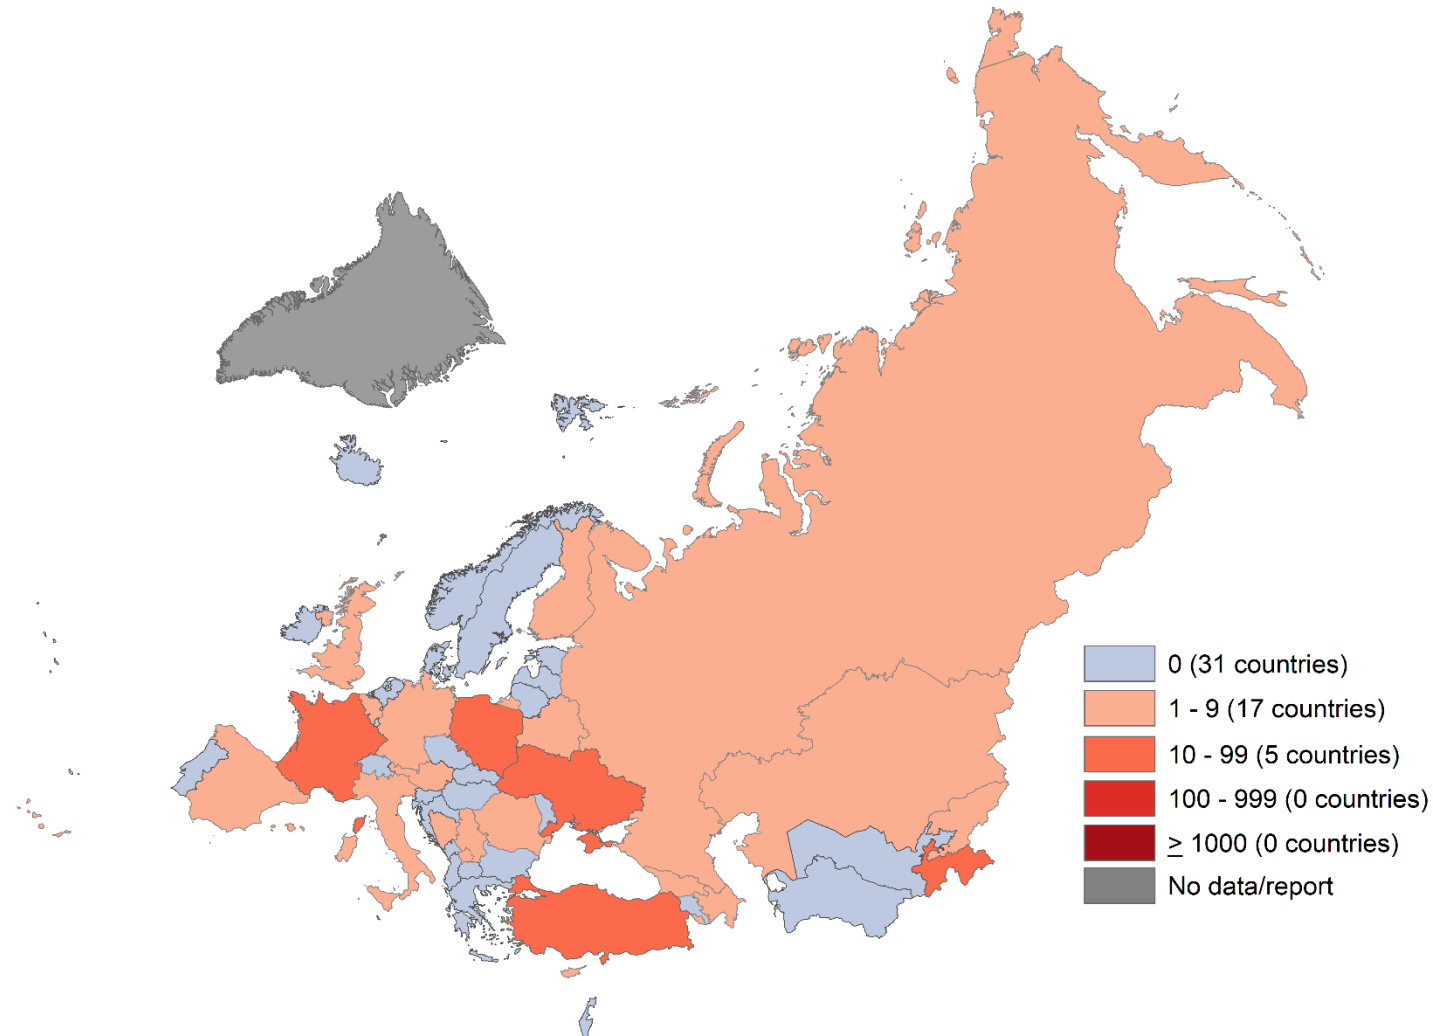 0 (31 countries)
1 - 9 (17 countries)
10 - 99 (5 countries)
100 - 999 (0 countries)
≥ 1000 (0 countries)
No data/report